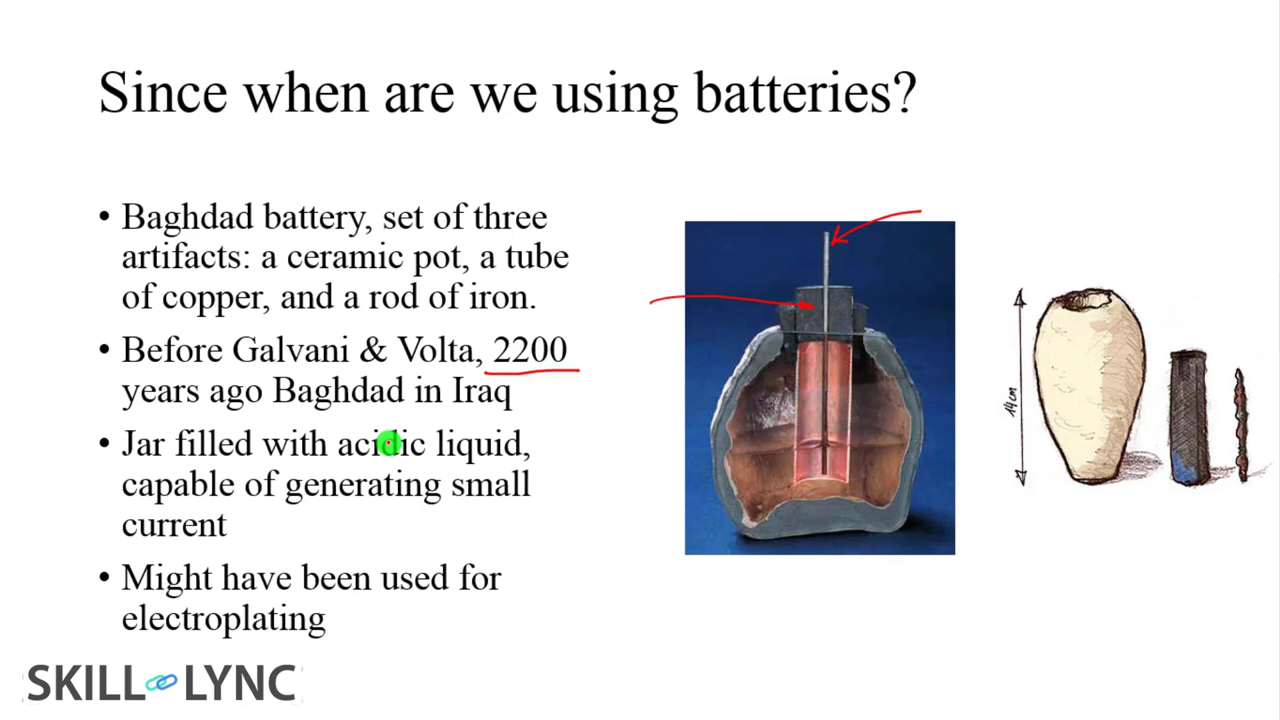 Since when are we using batteries?
• Baghdad battery, set of three
artifacts: a ceramic pot, a tube
of copper, and a rod of iron.
• Before Galvani & Volta, 2200
years ago Baghdad in Iraq
• Jar filled with acidic liquid,
capable of generating small
current
• Might have been used for
electroplating
14cm
SKILL LYNC